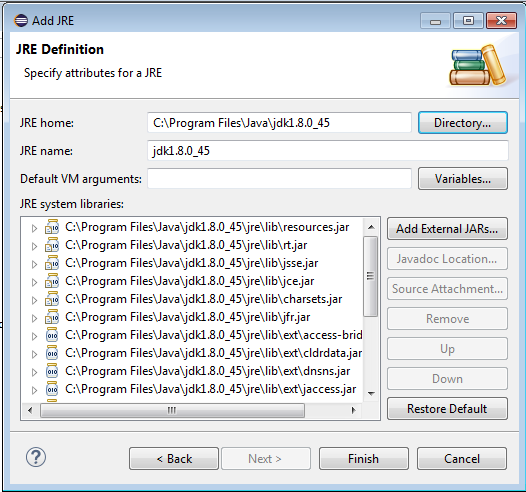 Add JRE
JRE Definition
Specify attributes for a JRE
JRE home:
C:\Program Files\Java\jdk1.8.0_45
Directory...
JRE name:
jdk1.8.0_45
Default VM arguments:
Variables...
JRE system libraries:
C:\Program Files\Java\jdk1.8.0_45\jre\lib\resources.jar
C:\Program Files\Java\jdk1.8.0_45\jre\lib\rt.jar
C:\Program Files\Java\jdk1.8.0_45\jre\lib\jsse.jar
C:\Program Files\Java\jdk1.8.0_45\jre\lib\jce.jar
C:\Program Files\Java\jdk1.8.0_45\jre\lib\charsets.jar
C:\Program Files\Java\jdk1.8.0_45\jre\lib\jfr.jar
C:\Program Files\Java\jdk1.8.0_45\jre\lib\ext\access-brid
C:\Program Files\Java\jdk1.8.0_45\jre\lib\ext\cldrdata.jar
C:\Program Files\Java\jdk1.8.0_45\jre\lib\ext\dnsns.jar
C:\Program Files\Java\jdk1.8.0_45\jre\lib\ext\jaccess.jar
Add External JARs...
Javadoc Location...
Source Attachment...
Remove
Up
Down
Restore Default
?
< Back
Next >
Finish
Cancel